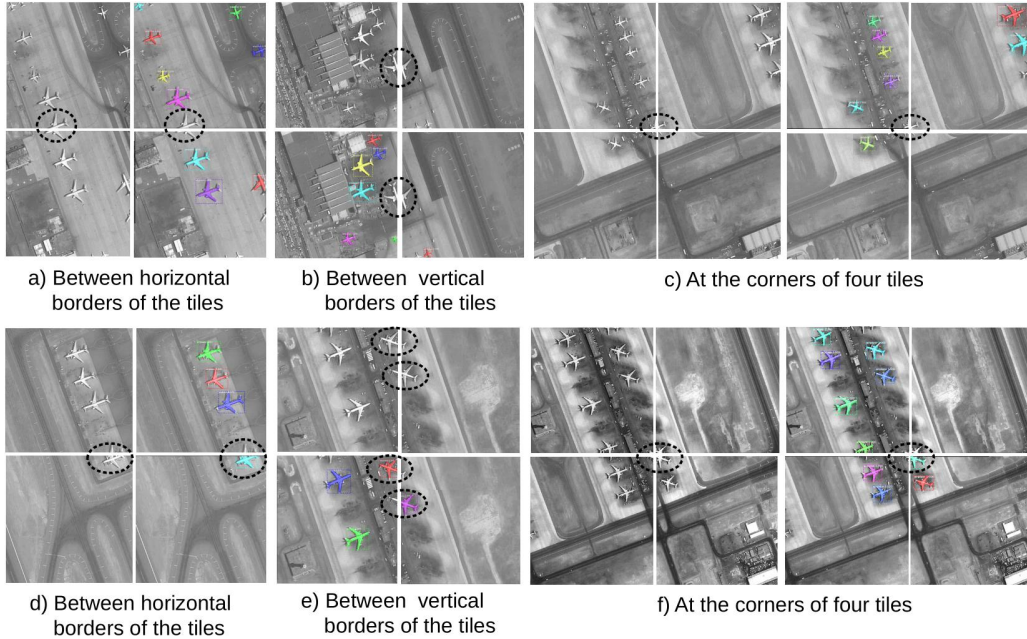 a) Between horizontal
borders of the tiles
b) Between vertical
borders of the tiles
c) At the corners of four tiles
d) Between horizontal
borders of the tiles
e) Between vertical
borders of the tiles
f) At the corners of four tiles